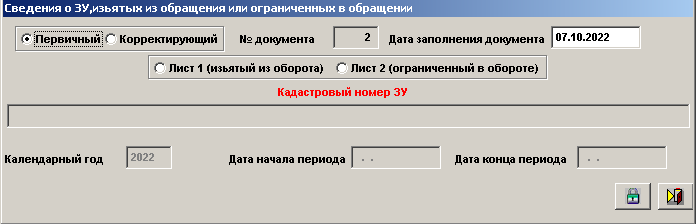 Сведения о ЗУ,изъятых из обращения или ограниченных в обращении
Первичный Корректирующий № документа 2 Дата заполнения документа 07.10.2022
Лист 1 (изъятый из оборота) Лист 2 (ограниченный в обороте)
Кадастровый номер ЗУ
Календарный год 2022 Дата начала периода . . Дата конца периода . .